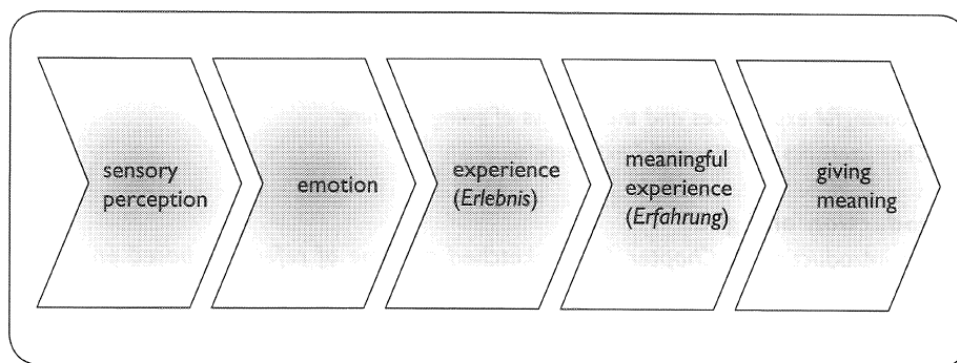 sensory
perception
emotion
experience
(Erlebnis)
meaningful
experience
(Erfahrung)
giving
meaning